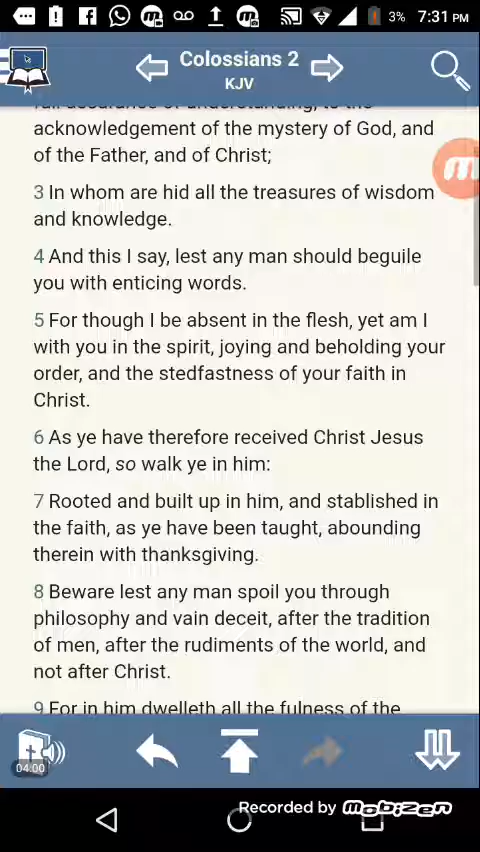 3% 7:31 PM
Colossians 2
KJV
full assurance of understanding, to the
acknowledgement of the mystery of God, and
of the Father, and of Christ;
3 In whom are hid all the treasures of wisdom
and knowledge.
4 And this I say, lest any man should beguile
you with enticing words.
5 For though I be absent in the flesh, yet am I
with you in the spirit, joying and beholding your
order, and the stedfastness of your faith in
Christ.
6 As ye have therefore received Christ Jesus
the Lord, so walk ye in him:
7 Rooted and built up in him, and stablished in
the faith, as ye have been taught, abounding
therein with thanksgiving.
8 Beware lest any man spoil you through
philosophy and vain deceit, after the tradition
of men, after the rudiments of the world, and
not after Christ.
9 For in him dwelleth all the fulness of the
04:00
Recorded by mobizen